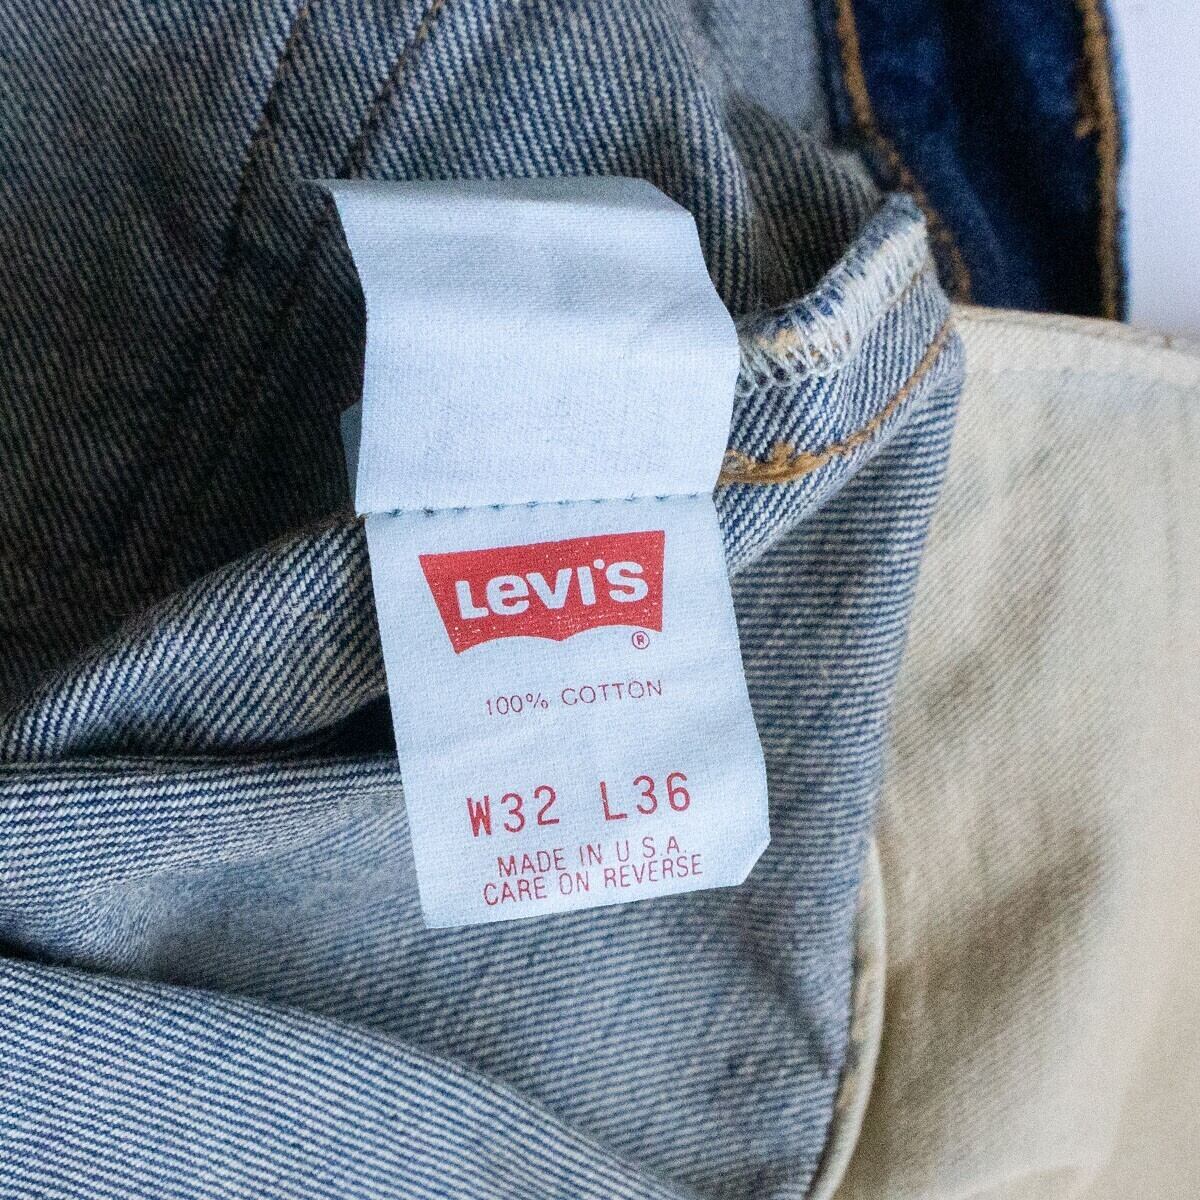 Levi's ®
100% COTTON
W32 L36
MADE IN U.S.A.
CARE ON REVERSE